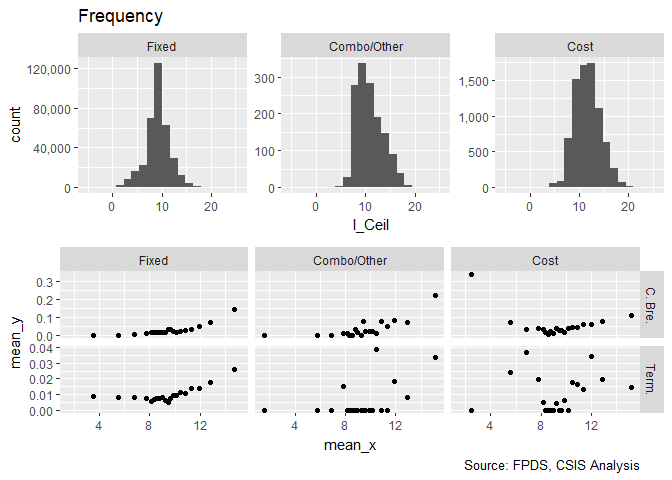 Frequency
Fixed Combo/Other Cost
count
120,000
80,000
40,000
0
300
200
100
0
1,500
1,000
500
0
0 10 20 0 10 20 0 10 20
l_Ceil
Fixed Combo/Other Cost
mean_y
0.3
0.2
0.1
0.0
C. Bre.
0.04
0.03
0.02
0.01
0.00
Term.
4 8 12 4 8 12 4 8 12
mean_x
Source: FPDS, CSIS Analysis